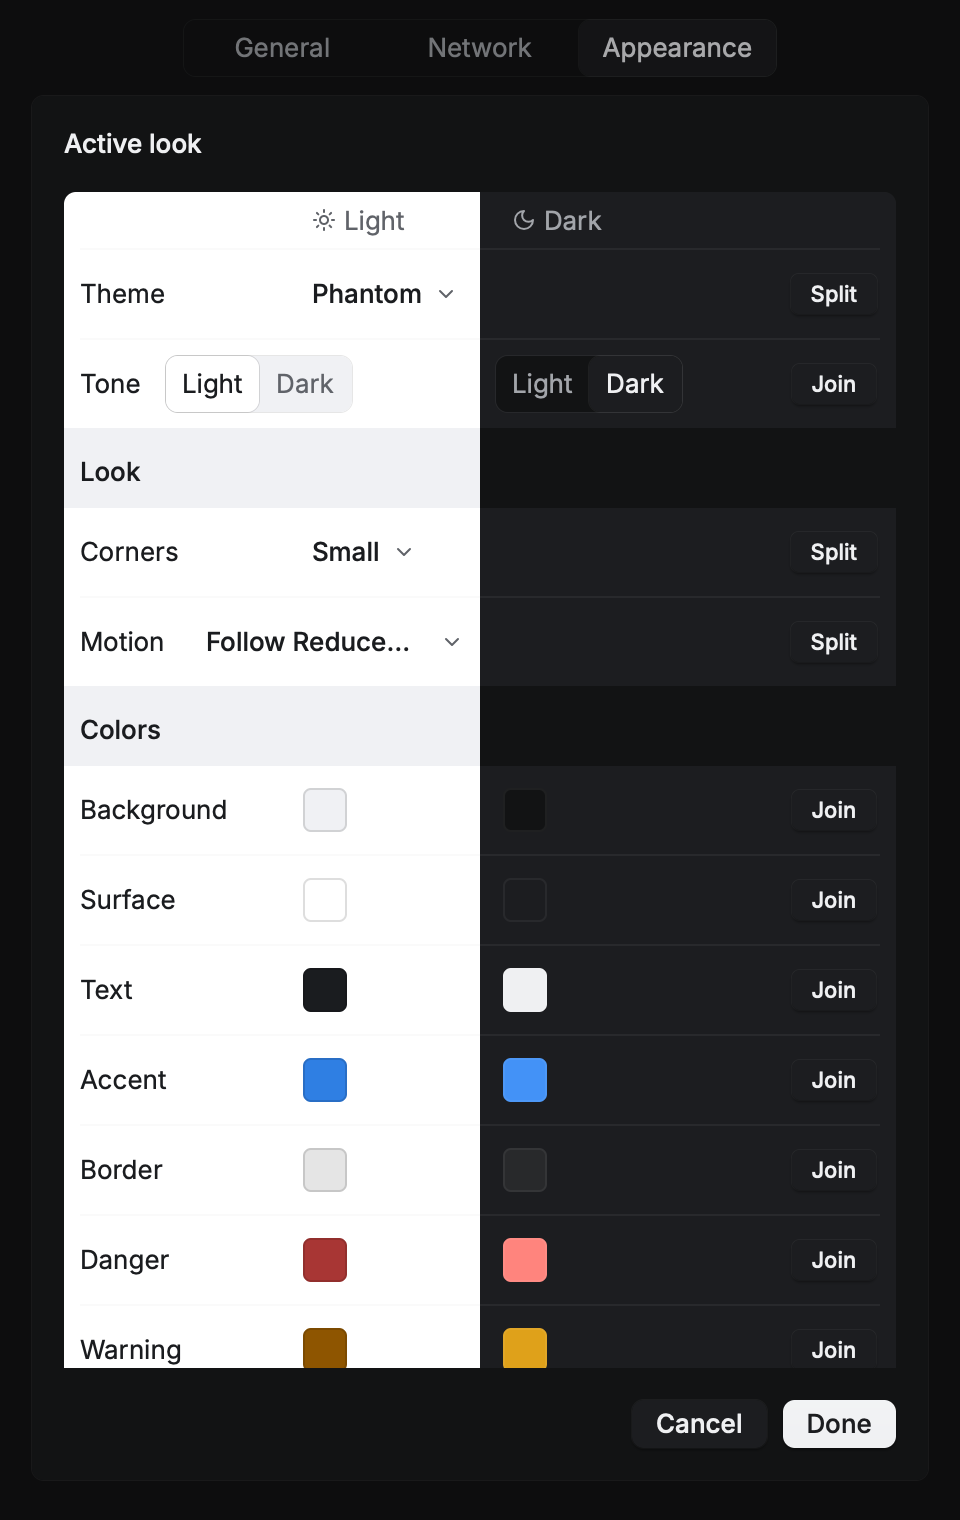 General Network Appearance
Active look
Light Dark
Theme Phantom Split
Tone Light Dark Light Dark Join
Look
Corners Small Split
Motion Follow Reduce... Split
Colors
Background Join
Surface Join
Text Join
Accent Join
Border Join
Danger Join
Warning Join
Cancel Done